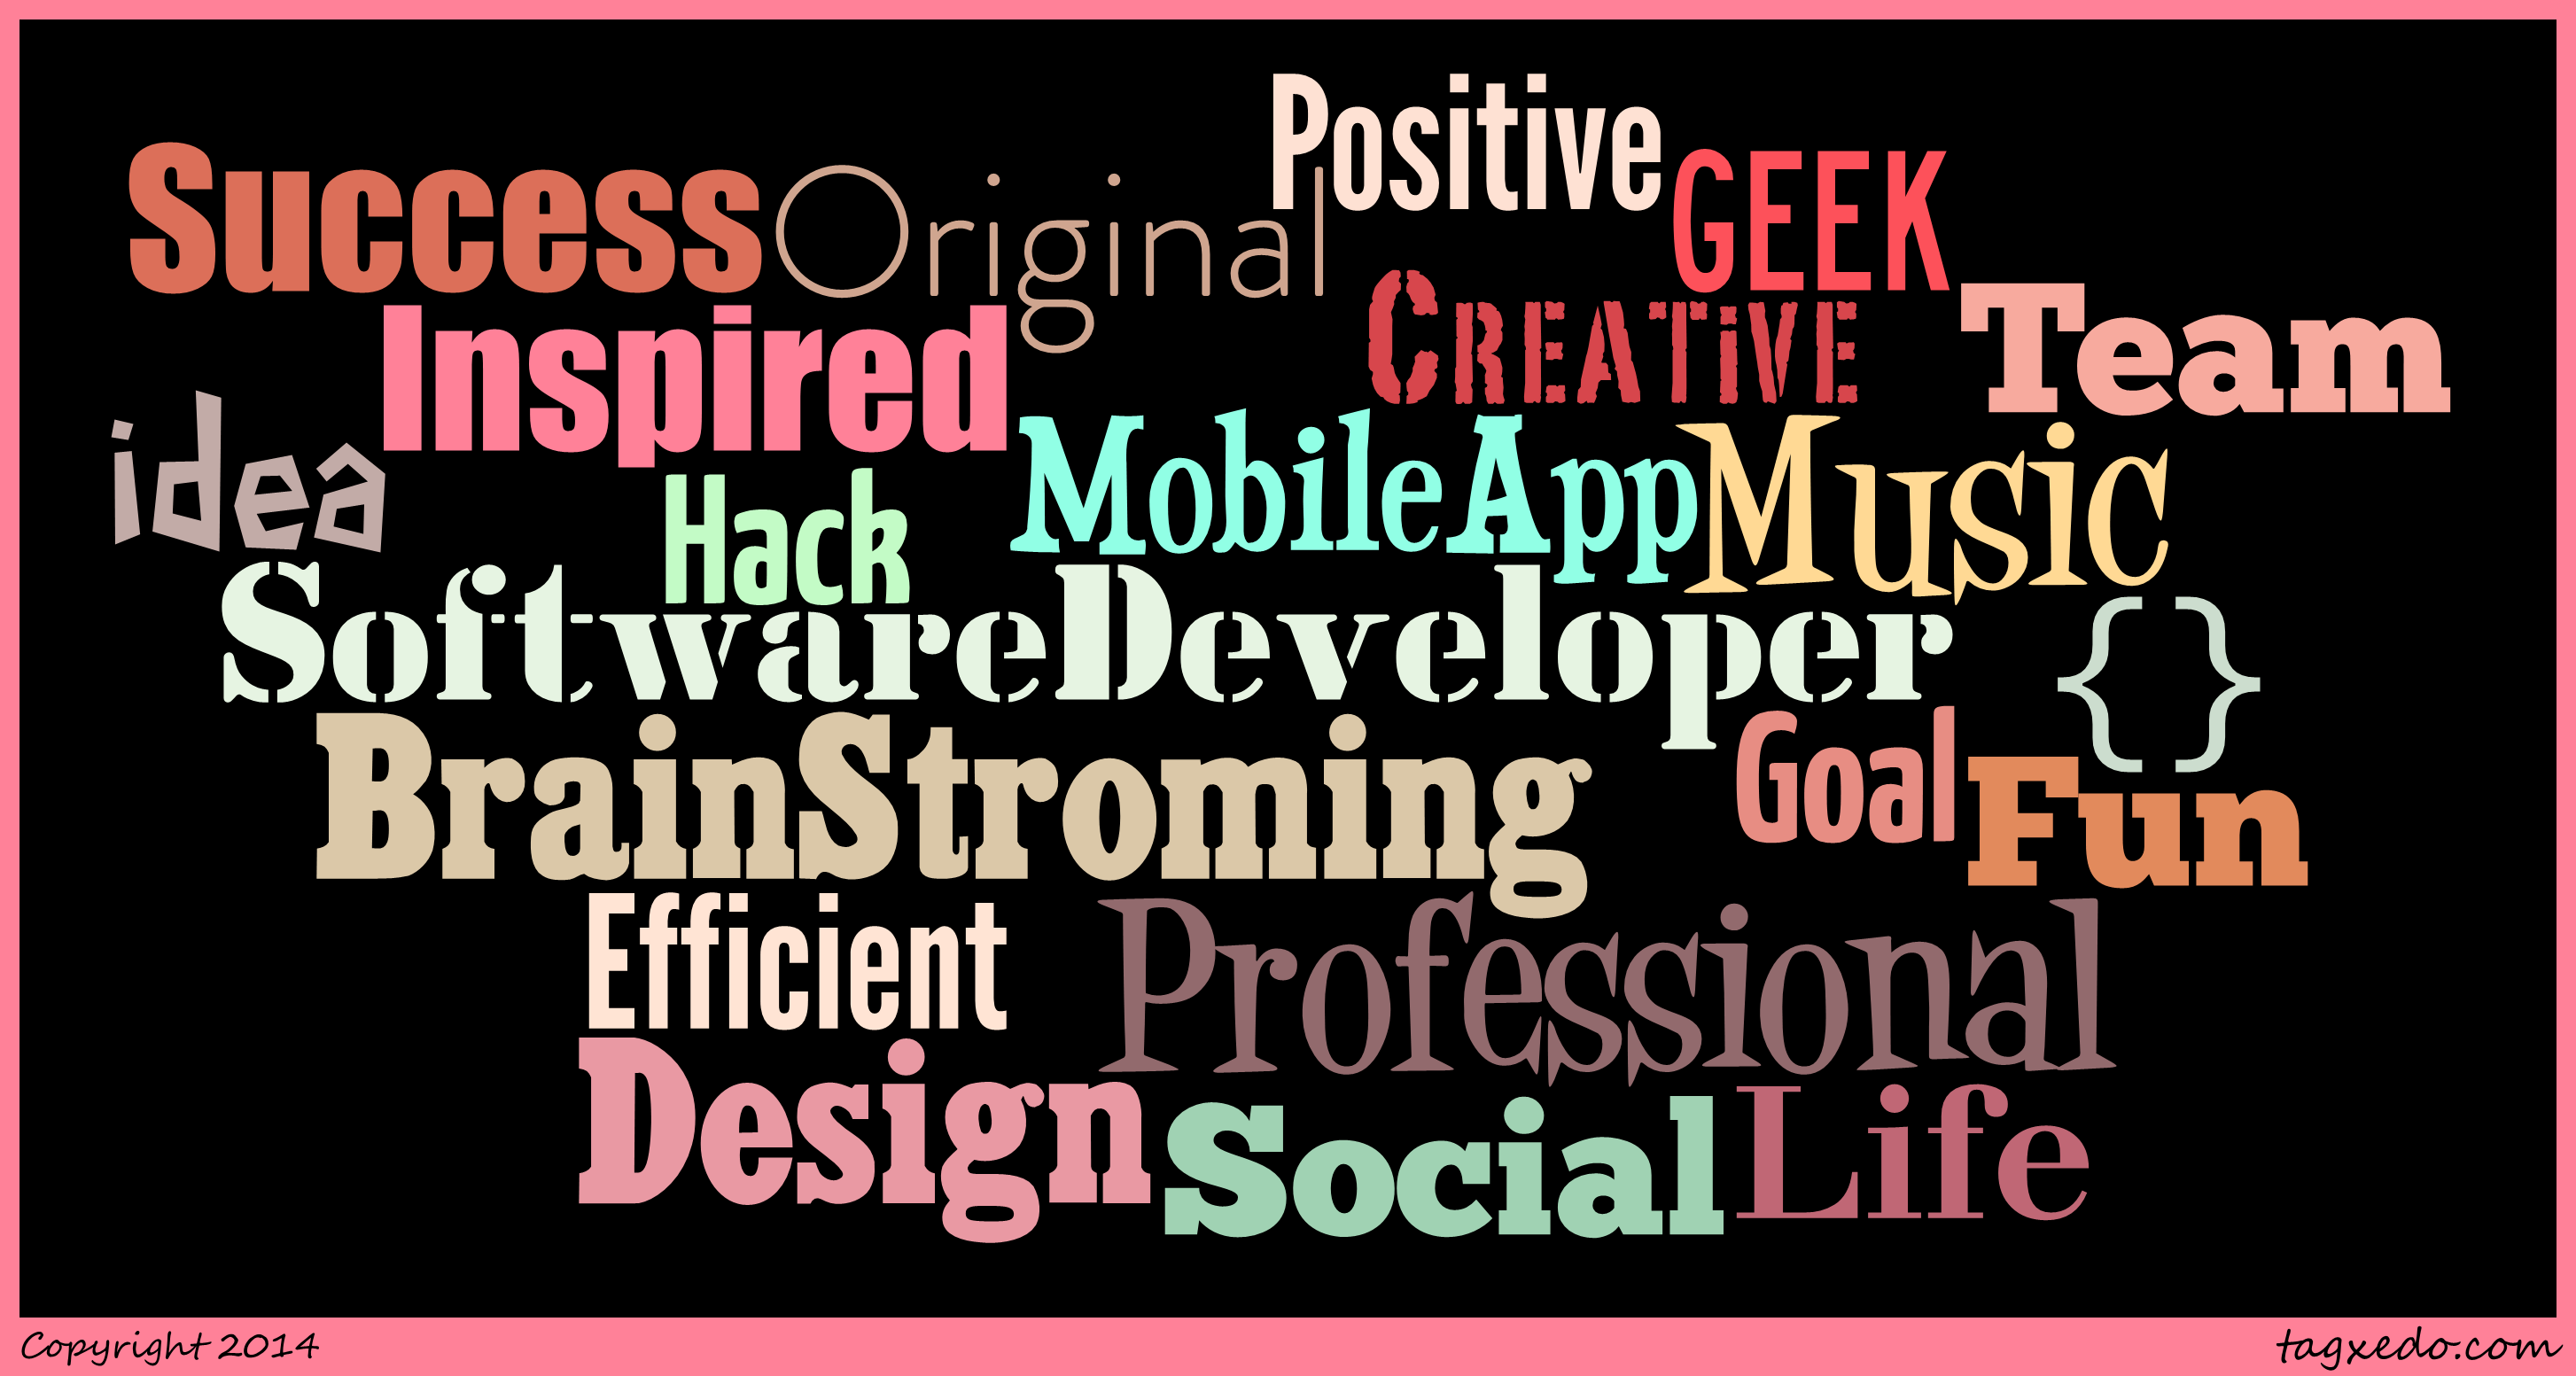 Positive
Success Original GEEK
Inspired CREATiVE Team
idea Hack MobileApp Music
SoftwareDeveloper { }
BrainStroming Goal Fun
Efficient Professional
Design Social Life
Copyright 2014 tagxedo.com